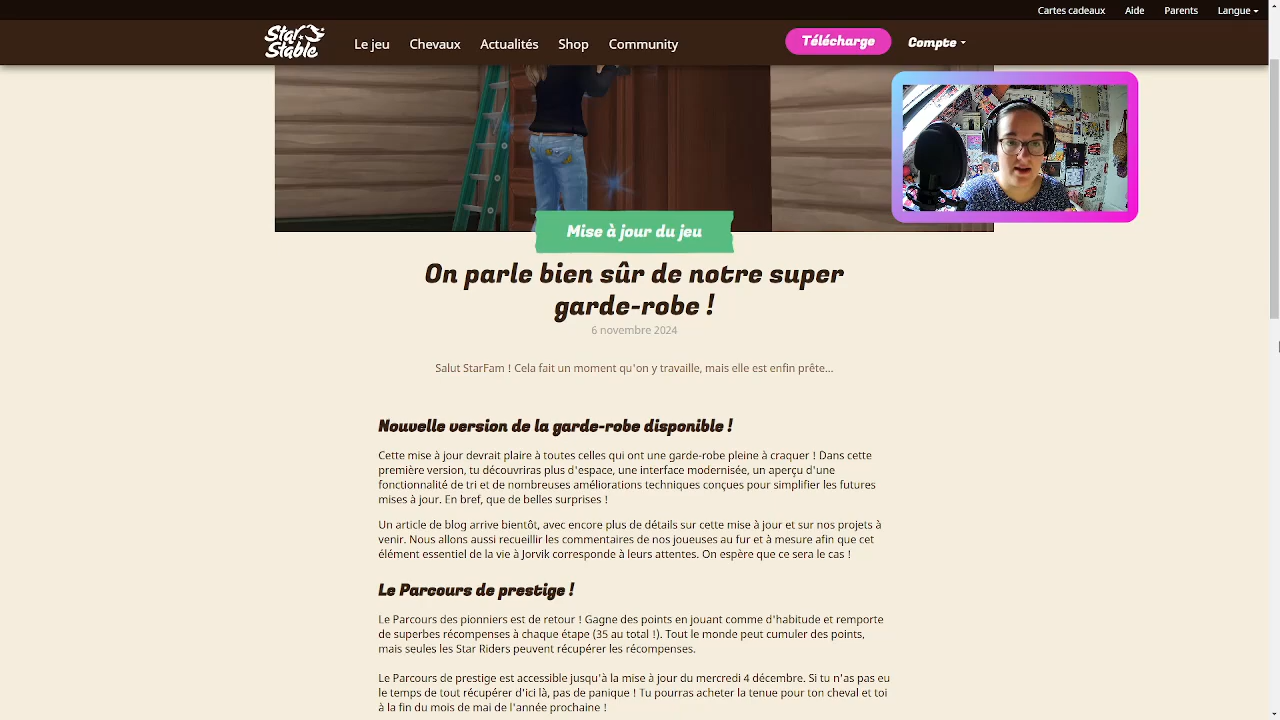 Cartes cadeaux Aide Parents Langue
Star Stable
Le jeu Chevaux Actualités Shop Community Télécharge Compte
Mise à jour du jeu
On parle bien sûr de notre super
garde-robe !
6 novembre 2024
Salut StarFam ! Cela fait un moment qu'on y travaille, mais elle est enfin prête...
Nouvelle version de la garde-robe disponible !
Cette mise à jour devrait plaire à toutes celles qui ont une garde-robe pleine à craquer ! Dans cette
première version, tu découvriras plus d'espace, une interface modernisée, un aperçu d'une
fonctionnalité de tri et de nombreuses améliorations techniques conçues pour simplifier les futures
mises à jour. En bref, que de belles surprises !
Un article de blog arrive bientôt, avec encore plus de détails sur cette mise à jour et sur nos projets à
venir. Nous allons aussi recueillir les commentaires de nos joueuses au fur et à mesure afin que cet
élément essentiel de la vie à Jorvik corresponde à leurs attentes. On espère que ce sera le cas !
Le Parcours de prestige !
Le Parcours des pionniers est de retour ! Gagne des points en jouant comme d'habitude et remporte
de superbes récompenses à chaque étape (35 au total !). Tout le monde peut cumuler des points,
mais seules les Star Riders peuvent récupérer les récompenses.
Le Parcours de prestige est accessible jusqu'à la mise à jour du mercredi 4 décembre. Si tu n'as pas eu
le temps de tout récupérer d'ici là, pas de panique ! Tu pourras acheter la tenue pour ton cheval et toi
à la fin du mois de mai de l'année prochaine !